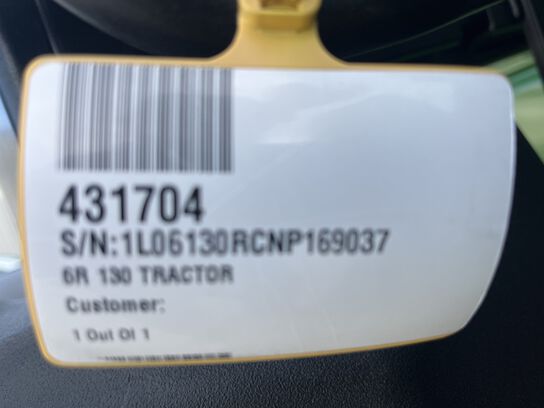 431704
S/N:1L06130RCNP169037
6R 130 TRACTOR
Customer:
1 Out Of 1